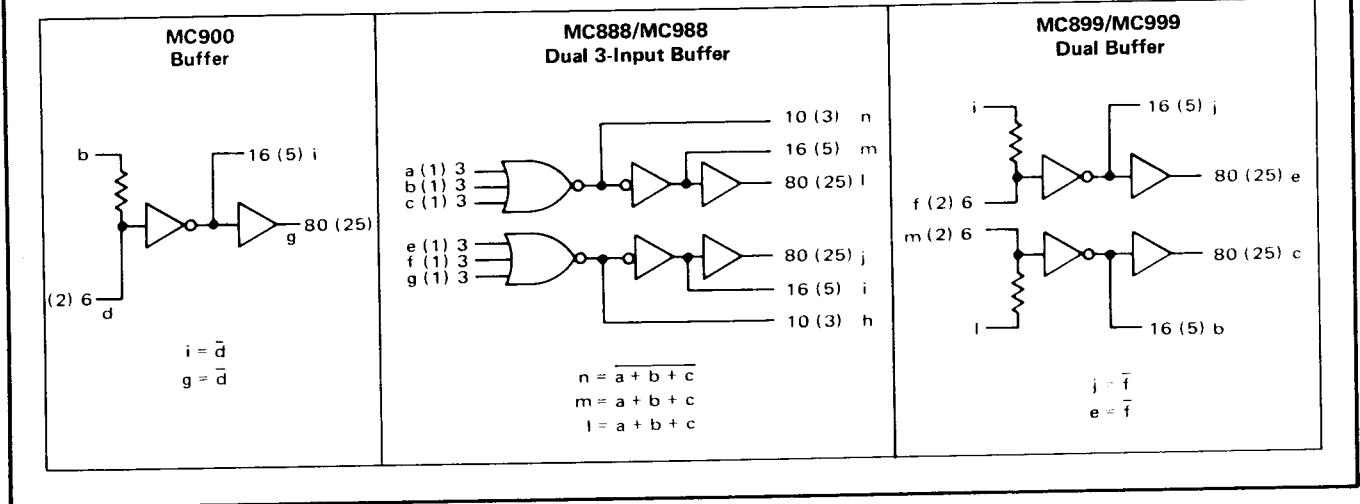 MC900
Buffer
b
16 (5) i
80 (25)
g
(2) 6
d
i = d̅
g = d̅
MC888/MC988
Dual 3-Input Buffer
10 (3) n
16 (5) m
a (1) 3
b (1) 3
c (1) 3
80 (25) l
e (1) 3
f (1) 3
g (1) 3
80 (25) j
16 (5) i
10 (3) h
n = a̅ ̅+̅ ̅b̅ ̅+̅ ̅c̅
m = a + b + c
l = a + b + c
MC899/MC999
Dual Buffer
i
16 (5) j
80 (25) e
f (2) 6
m (2) 6
80 (25) c
l
16 (5) b
j = f̅
e = f̅